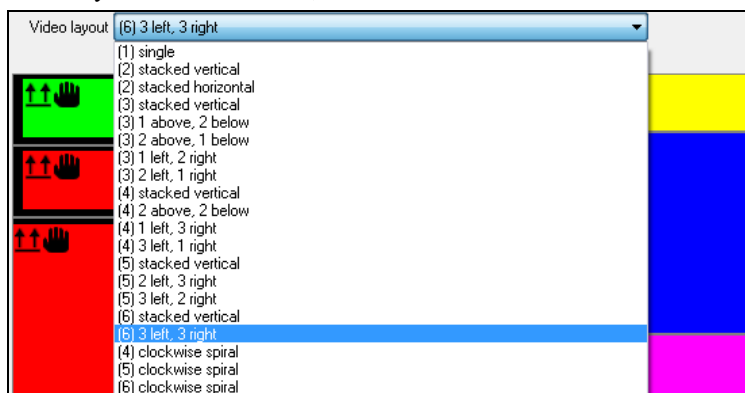 Video layout (6) 3 left, 3 right
(1) single
(2) stacked vertical
(2) stacked horizontal
(3) stacked vertical
(3) 1 above, 2 below
(3) 2 above, 1 below
(3) 1 left, 2 right
(3) 2 left, 1 right
(4) stacked vertical
(4) 2 above, 2 below
(4) 1 left, 3 right
(4) 3 left, 1 right
(5) stacked vertical
(5) 2 left, 3 right
(5) 3 left, 2 right
(6) stacked vertical
(6) 3 left, 3 right
(4) clockwise spiral
(5) clockwise spiral
(6) clockwise spiral